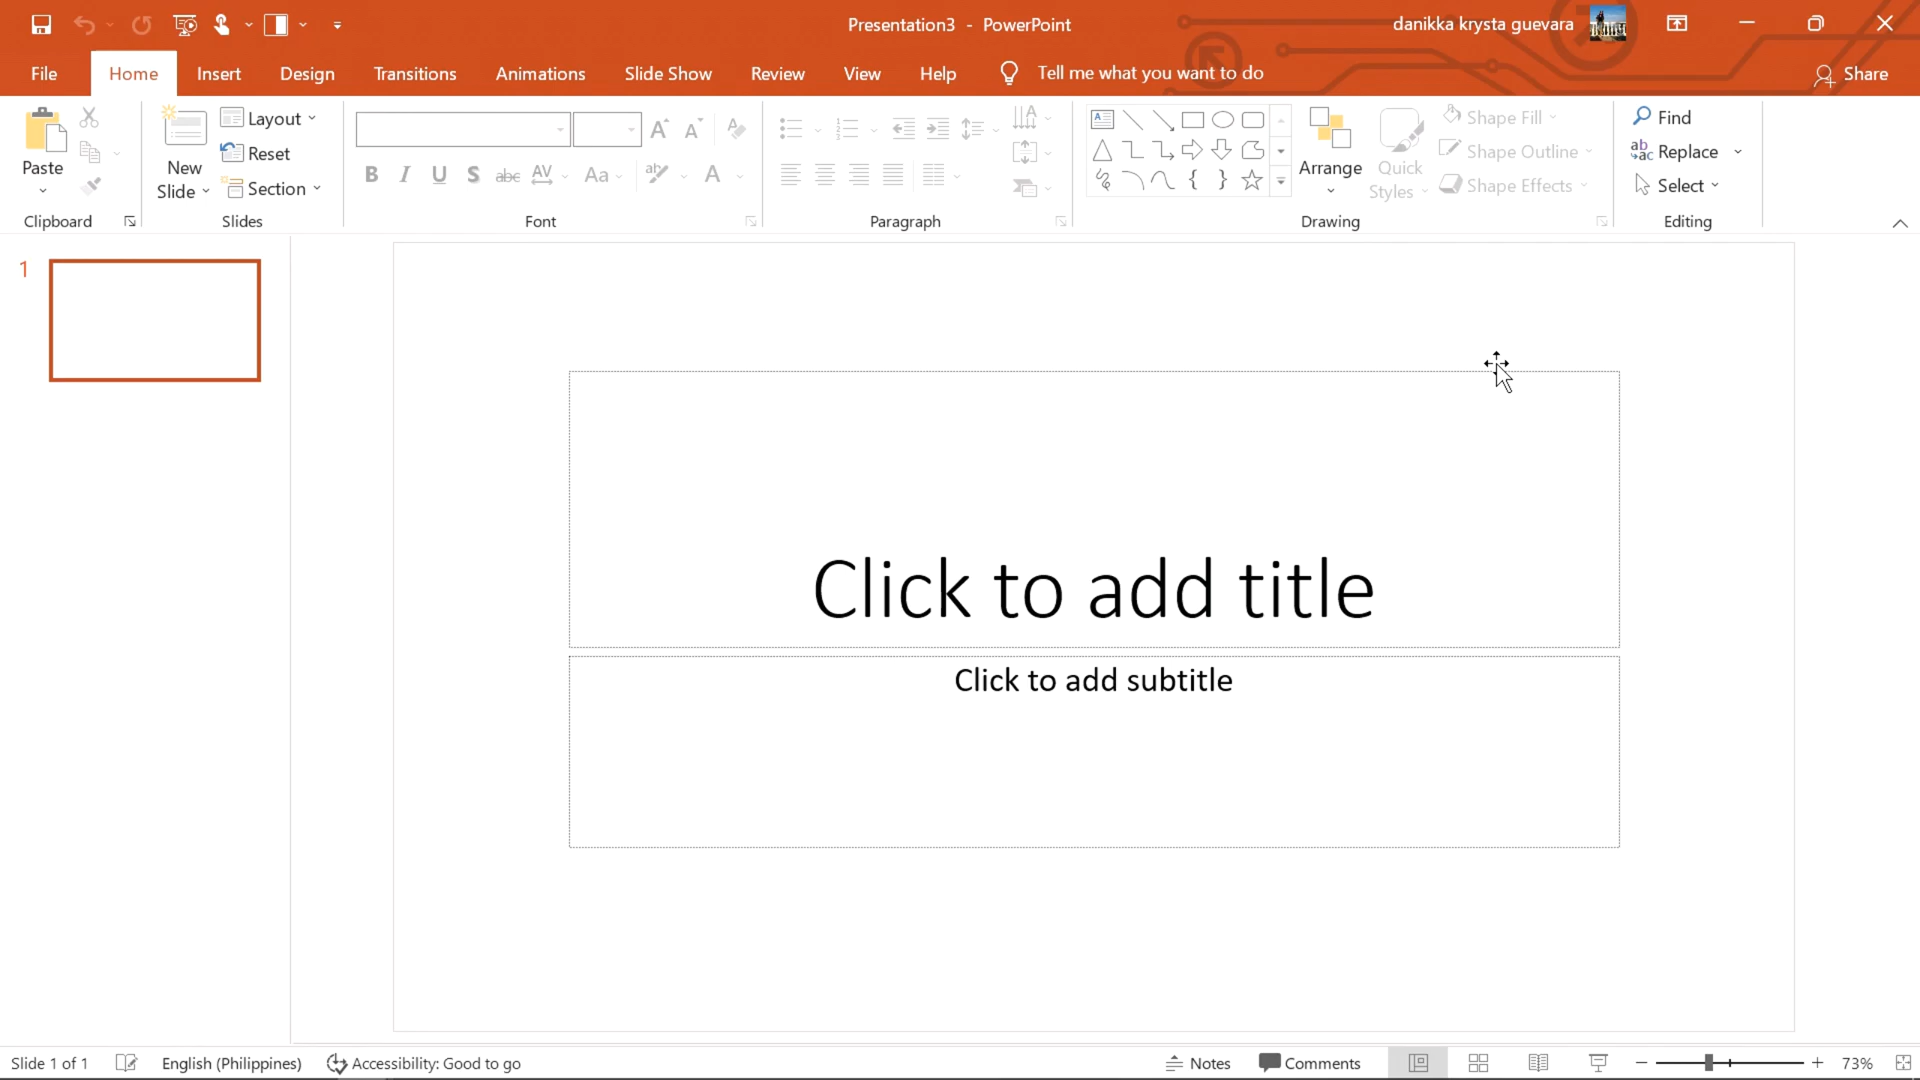 Presentation3 - PowerPoint
danikka krysta guevara
File Home Insert Design Transitions Animations Slide Show Review View Help Tell me what you want to do Share
Paste
Clipboard
New Slide
Layout
Reset
Section
Slides
B I U S abc AV Aa A
Font
Paragraph
Arrange
Quick Styles
Shape Fill
Shape Outline
Shape Effects
Drawing
Find
Replace
Select
Editing
1
Click to add title
Click to add subtitle
Slide 1 of 1 English (Philippines) Accessibility: Good to go Notes Comments 73%